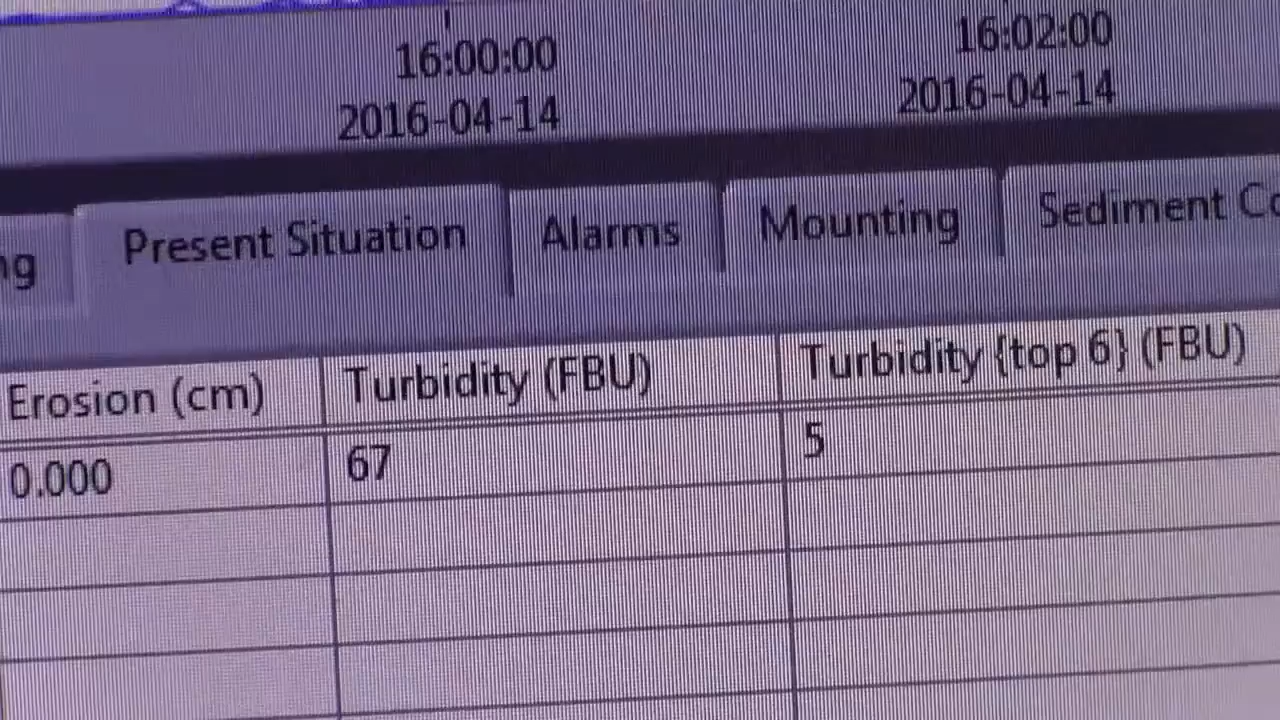 16:00:00 16:02:00
2016-04-14 2016-04-14
Present Situation Alarms Mounting Sediment
Erosion (cm) Turbidity (FBU) Turbidity {top 6} (FBU)
0.000 67 5